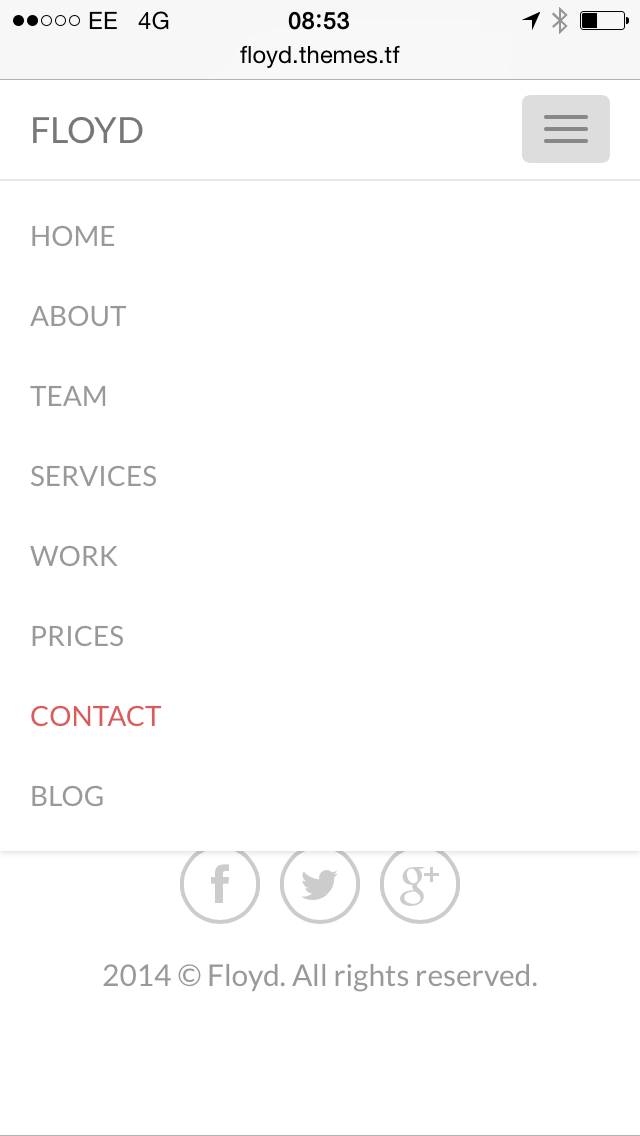 EE 4G 08:53
floyd.themes.tf
FLOYD
HOME
ABOUT
TEAM
SERVICES
WORK
PRICES
CONTACT
BLOG
f g+
2014 © Floyd. All rights reserved.